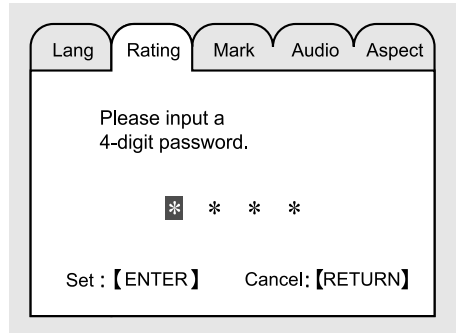 Lang Rating Mark Audio Aspect
Please input a
4-digit password.
* * * *
Set :【ENTER】 Cancel:【RETURN】